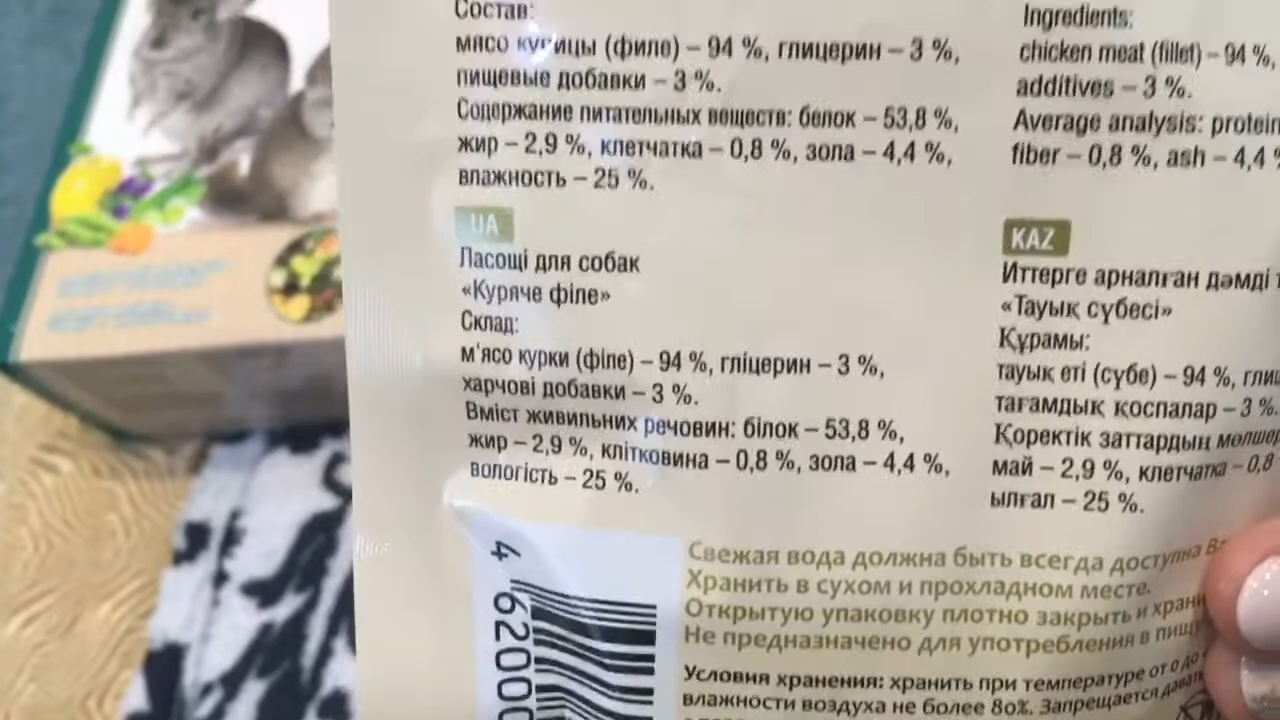 Состав:
мясо курицы (филе) – 94 %, глицерин – 3 %,
пищевые добавки – 3 %.
Содержание питательных веществ: белок – 53,8 %,
жир – 2,9 %, клетчатка – 0,8 %, зола – 4,4 %,
влажность – 25 %.
UA
Ласощі для собак
«Куряче філе»
Склад:
м'ясо курки (філе) – 94 %, гліцерин – 3 %,
харчові добавки – 3 %.
Вміст живильних речовин: білок – 53,8 %,
жир – 2,9 %, клітковина – 0,8 %, зола – 4,4 %,
вологість – 25 %.
Ingredients:
chicken meat (fillet) – 94 %,
additives – 3 %.
Average analysis: protein
fiber – 0,8 %, ash – 4,4 %
KAZ
Иттерге арналған дәмді
«Тауық сүбесі»
Құрамы:
тауық еті (сүбе) – 94 %,
тағамдық қоспалар – 3 %.
Қоректік заттардың
май – 2,9 %, клетчатка – 0,8
ылғал – 25 %.
Свежая вода должна быть всегда доступна
Хранить в сухом и прохладном месте.
Открытую упаковку плотно закрыть и
Не предназначено для употребления в
Условия хранения: хранить при температуре от 0 до
влажности воздуха не более 80%. Запрещается
4 62000